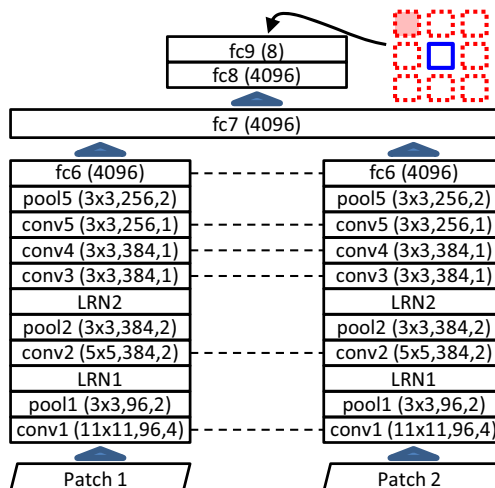 fc9 (8)
fc8 (4096)
fc7 (4096)
fc6 (4096)
pool5 (3x3,256,2)
conv5 (3x3,256,1)
conv4 (3x3,384,1)
conv3 (3x3,384,1)
LRN2
pool2 (3x3,384,2)
conv2 (5x5,384,2)
LRN1
pool1 (3x3,96,2)
conv1 (11x11,96,4)
Patch 1
fc6 (4096)
pool5 (3x3,256,2)
conv5 (3x3,256,1)
conv4 (3x3,384,1)
conv3 (3x3,384,1)
LRN2
pool2 (3x3,384,2)
conv2 (5x5,384,2)
LRN1
pool1 (3x3,96,2)
conv1 (11x11,96,4)
Patch 2